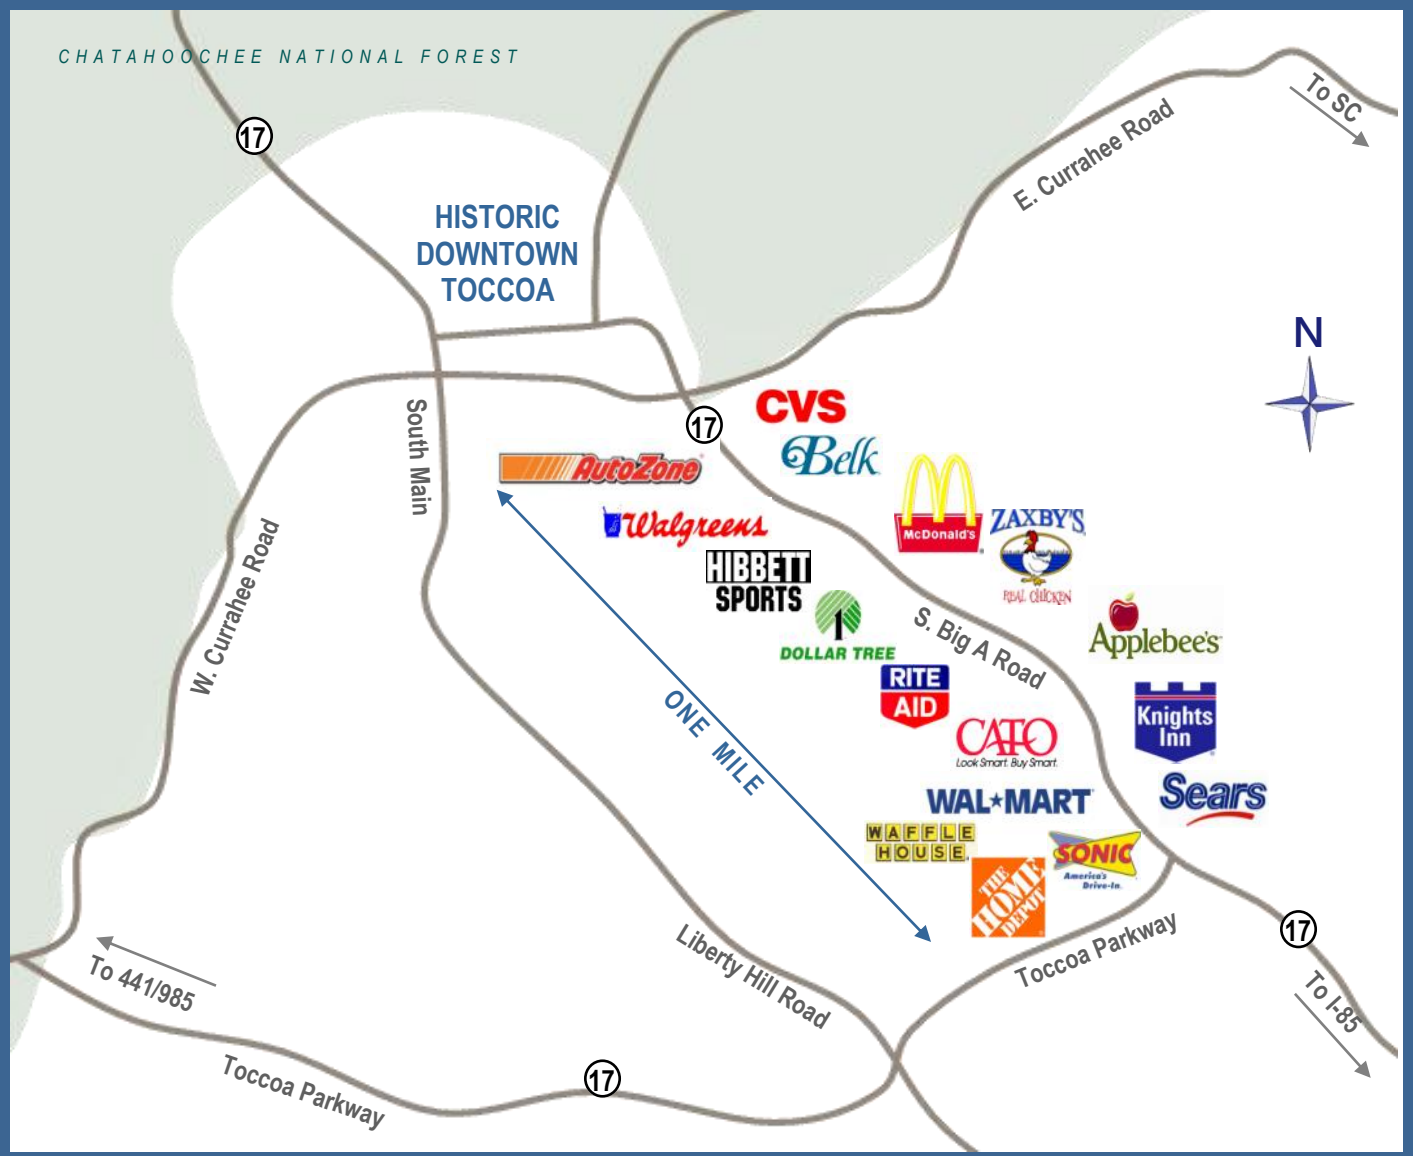 CHATAHOOCHEE NATIONAL FOREST
17
HISTORIC
DOWNTOWN
TOCCOA
To SC
E. Currahee Road
N
17
CVS
Belk
AutoZone
South Main
Walgreens
McDonald's
ZAXBY'S
REAL CHICKEN
HIBBETT
SPORTS
1
DOLLAR TREE
S. Big A Road
Applebee's
W. Currahee Road
RITE
AID
ONE MILE
Knights
Inn
CATO
Look Smart. Buy Smart.
WAL★MART
Sears
WAFFLE
HOUSE
SONIC
America's
Drive-In.
THE
HOME
DEPOT
Liberty Hill Road
Toccoa Parkway
17
To I-85
To 441/985
Toccoa Parkway
17